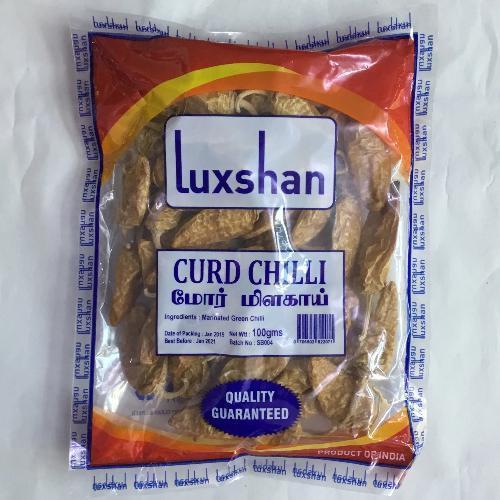 Luxshan
CURD CHILLI
மோர் மிளகாய்
Ingredients : Marinated Green Chilli
Date of Packing : Jan 2019 Net Wtt : 100gms
Best Before : Jan 2021 Batch No : SB004
QUALITY
GUARANTEED
PRODUCT OF INDIA